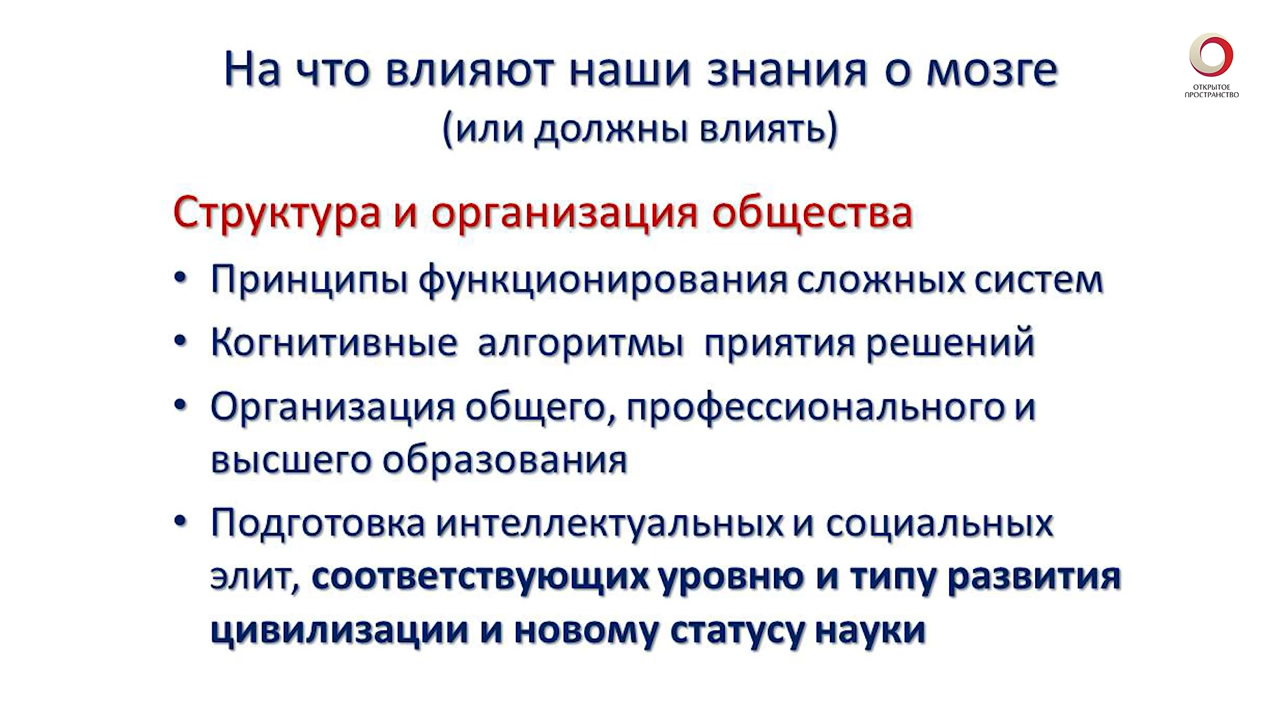 На что влияют наши знания о мозге
(или должны влиять)
ОТКРЫТОЕ
ПРОСТРАНСТВО
Структура и организация общества
• Принципы функционирования сложных систем
• Когнитивные алгоритмы приятия решений
• Организация общего, профессионального и
высшего образования
• Подготовка интеллектуальных и социальных
элит, соответствующих уровню и типу развития
цивилизации и новому статусу науки